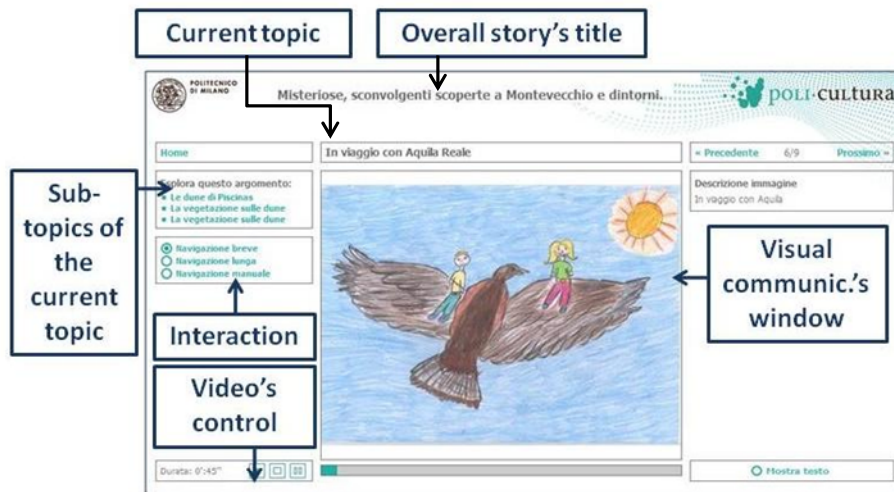 Current topic
Overall story's title
POLITECNICO
DI MILANO
Misteriose, sconvolgenti scoperte a Montevecchio e dintorni.
POLI·CULTURA
Home
In viaggio con Aquila Reale
« Precedente 6/9 Prossimo »
Sub-
topics of
the
current
topic
Esplora questo argomento:
Le dune di Piscinas
La vegetazione sulle dune
La vegetazione sulle dune
Navigazione breve
Navigazione lunga
Navigazione manuale
Descrizione immagine
In viaggio con Aquila
Visual
communic.'s
window
Interaction
Video's
control
Durata: 0':45"
Mostra testo